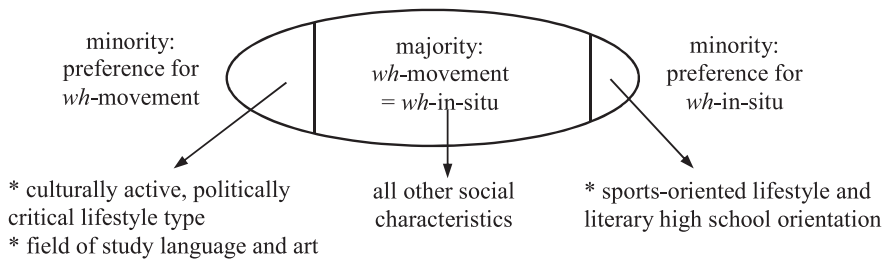 minority:
preference for
wh-movement
majority:
wh-movement
= wh-in-situ
minority:
preference for
wh-in-situ
* culturally active, politically
critical lifestyle type
* field of study language and art
all other social
characteristics
* sports-oriented lifestyle and
literary high school orientation